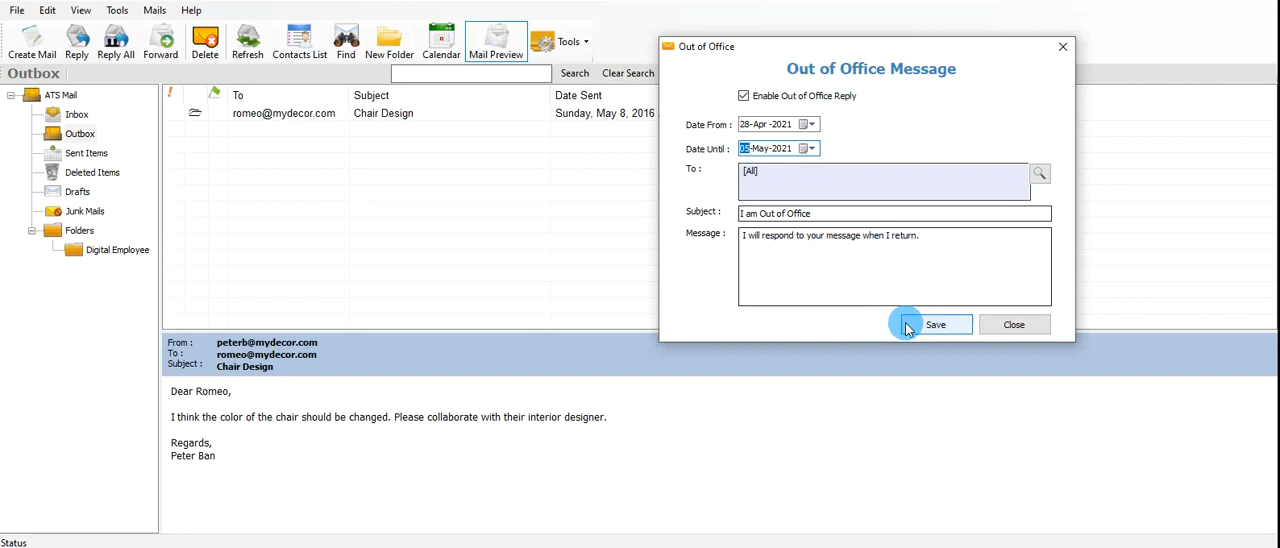 File Edit View Tools Mails Help
Create Mail Reply Reply All Forward Delete Refresh Contacts List Find New Folder Calendar Mail Preview Tools
Outbox Search Clear Search
ATS Mail
Inbox
Outbox
Sent Items
Deleted Items
Drafts
Junk Mails
Folders
Digital Employee
! To Subject Date Sent
romeo@mydecor.com Chair Design Sunday, May 8, 2016
Out of Office
Out of Office Message
Enable Out of Office Reply
Date From : 28-Apr -2021
Date Until : 05-May-2021
To : [All]
Subject : I am Out of Office
Message : I will respond to your message when I return.
Save Close
From : peterb@mydecor.com
To : romeo@mydecor.com
Subject : Chair Design
Dear Romeo,
I think the color of the chair should be changed. Please collaborate with their interior designer.
Regards,
Peter Ban
Status